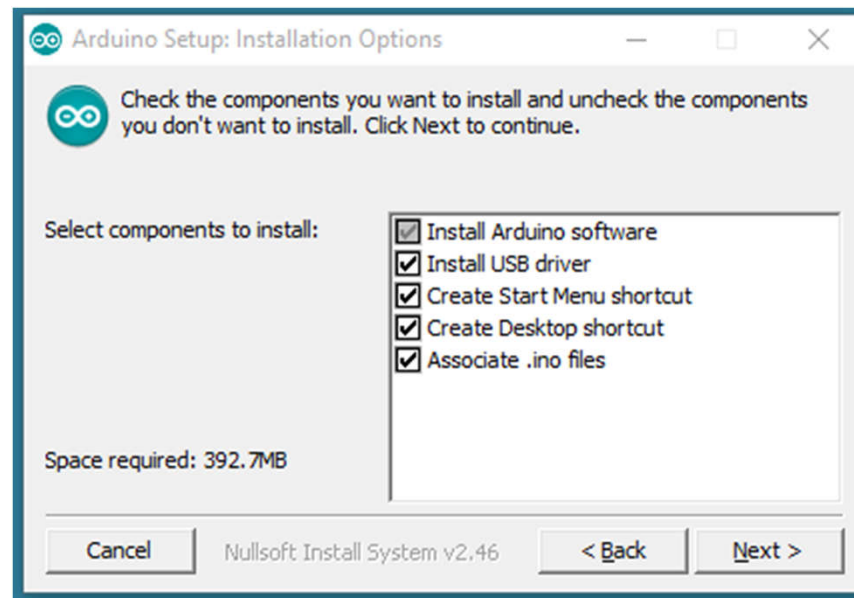 Arduino Setup: Installation Options
Check the components you want to install and uncheck the components
you don't want to install. Click Next to continue.
Select components to install:
Install Arduino software
Install USB driver
Create Start Menu shortcut
Create Desktop shortcut
Associate .ino files
Space required: 392.7MB
Cancel
Nullsoft Install System v2.46
< Back
Next >